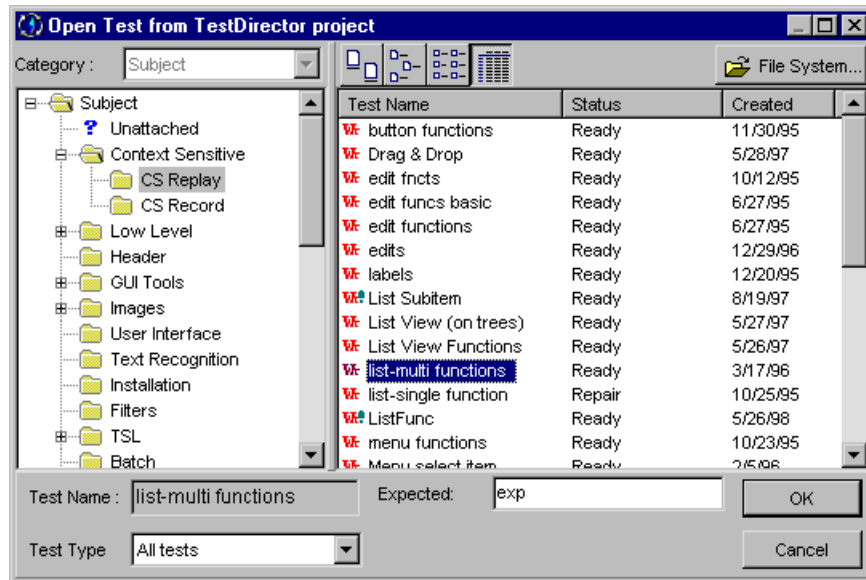 Open Test from TestDirector project
Category :
Subject
File System...
Subject
Unattached
Context Sensitive
CS Replay
CS Record
Low Level
Header
GUI Tools
Images
User Interface
Text Recognition
Installation
Filters
TSL
Batch
Test Name Status Created
button functions Ready 11/30/95
Drag & Drop Ready 5/28/97
edit fncts Ready 10/12/95
edit funcs basic Ready 6/27/95
edit functions Ready 6/27/95
edits Ready 12/29/96
labels Ready 12/20/95
List Subitem Ready 8/19/97
List View (on trees) Ready 5/27/97
List View Functions Ready 5/26/97
list-multi functions Ready 3/17/96
list-single function Repair 10/25/95
ListFunc Ready 5/26/98
menu functions Ready 10/23/95
Menu select item Ready 2/5/96
Test Name : list-multi functions Expected: exp OK
Test Type All tests Cancel